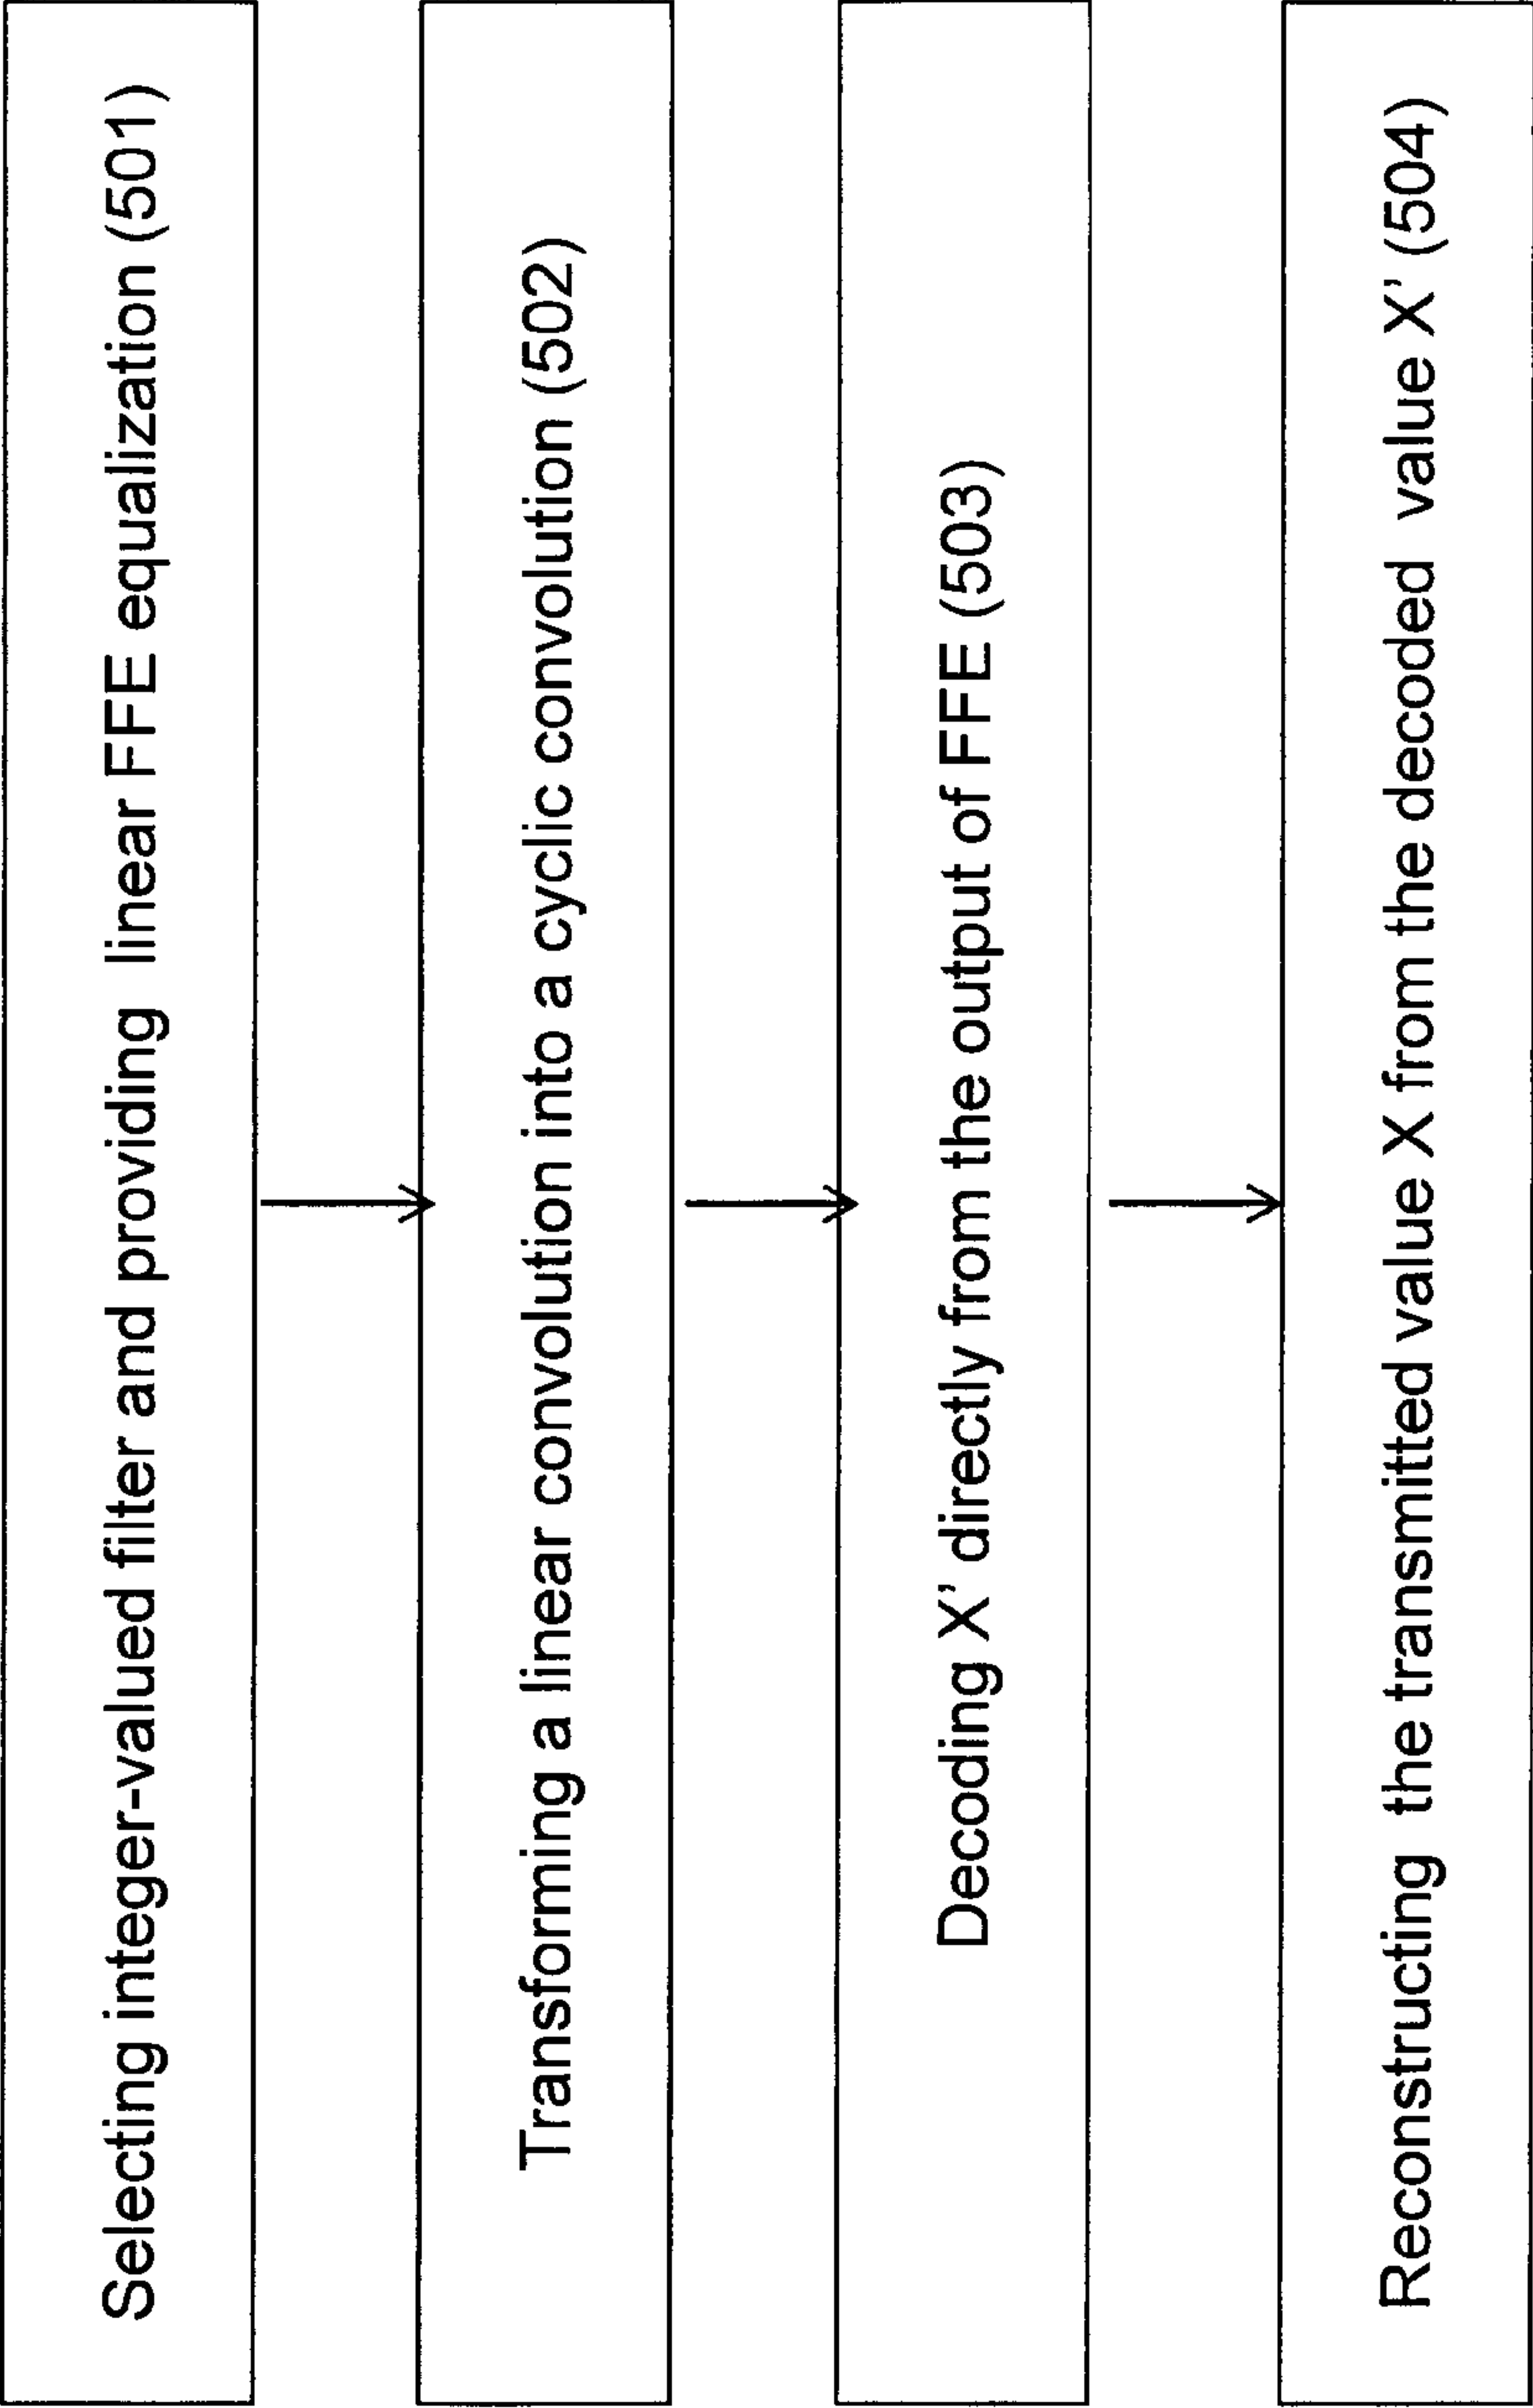 Selecting integer-valued filter and providing linear FFE equalization (501)
Transforming a linear convolution into a cyclic convolution (502)
Decoding X' directly from the output of FFE (503)
Reconstructing the transmitted value X from the decoded value X' (504)